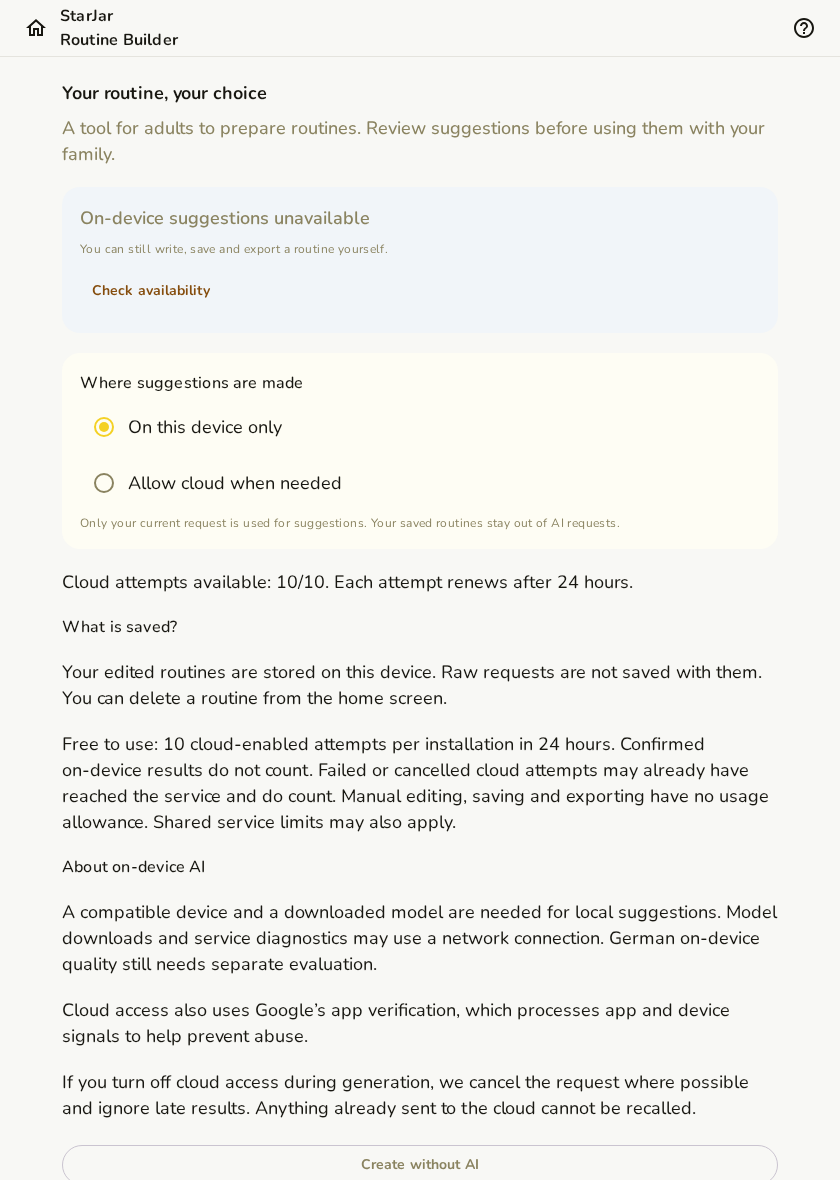 StarJar
Routine Builder
Your routine, your choice
A tool for adults to prepare routines. Review suggestions before using them with your
family.
On-device suggestions unavailable
You can still write, save and export a routine yourself.
Check availability
Where suggestions are made
On this device only
Allow cloud when needed
Only your current request is used for suggestions. Your saved routines stay out of AI requests.
Cloud attempts available: 10/10. Each attempt renews after 24 hours.
What is saved?
Your edited routines are stored on this device. Raw requests are not saved with them.
You can delete a routine from the home screen.
Free to use: 10 cloud-enabled attempts per installation in 24 hours. Confirmed
on-device results do not count. Failed or cancelled cloud attempts may already have
reached the service and do count. Manual editing, saving and exporting have no usage
allowance. Shared service limits may also apply.
About on-device AI
A compatible device and a downloaded model are needed for local suggestions. Model
downloads and service diagnostics may use a network connection. German on-device
quality still needs separate evaluation.
Cloud access also uses Google’s app verification, which processes app and device
signals to help prevent abuse.
If you turn off cloud access during generation, we cancel the request where possible
and ignore late results. Anything already sent to the cloud cannot be recalled.
Create without AI